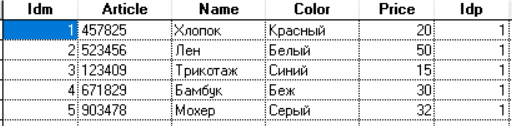 Idm Article Name Color Price Idp
1 457825 Хлопок Красный 20 1
2 523456 Лен Белый 50 1
3 123409 Трикотаж Синий 15 1
4 671829 Бамбук Беж 30 1
5 903478 Мохер Серый 32 1